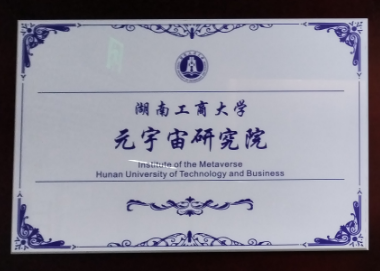 湖南工商大学
元宇宙研究院
Institute of the Metaverse
Hunan University of Technology and Business